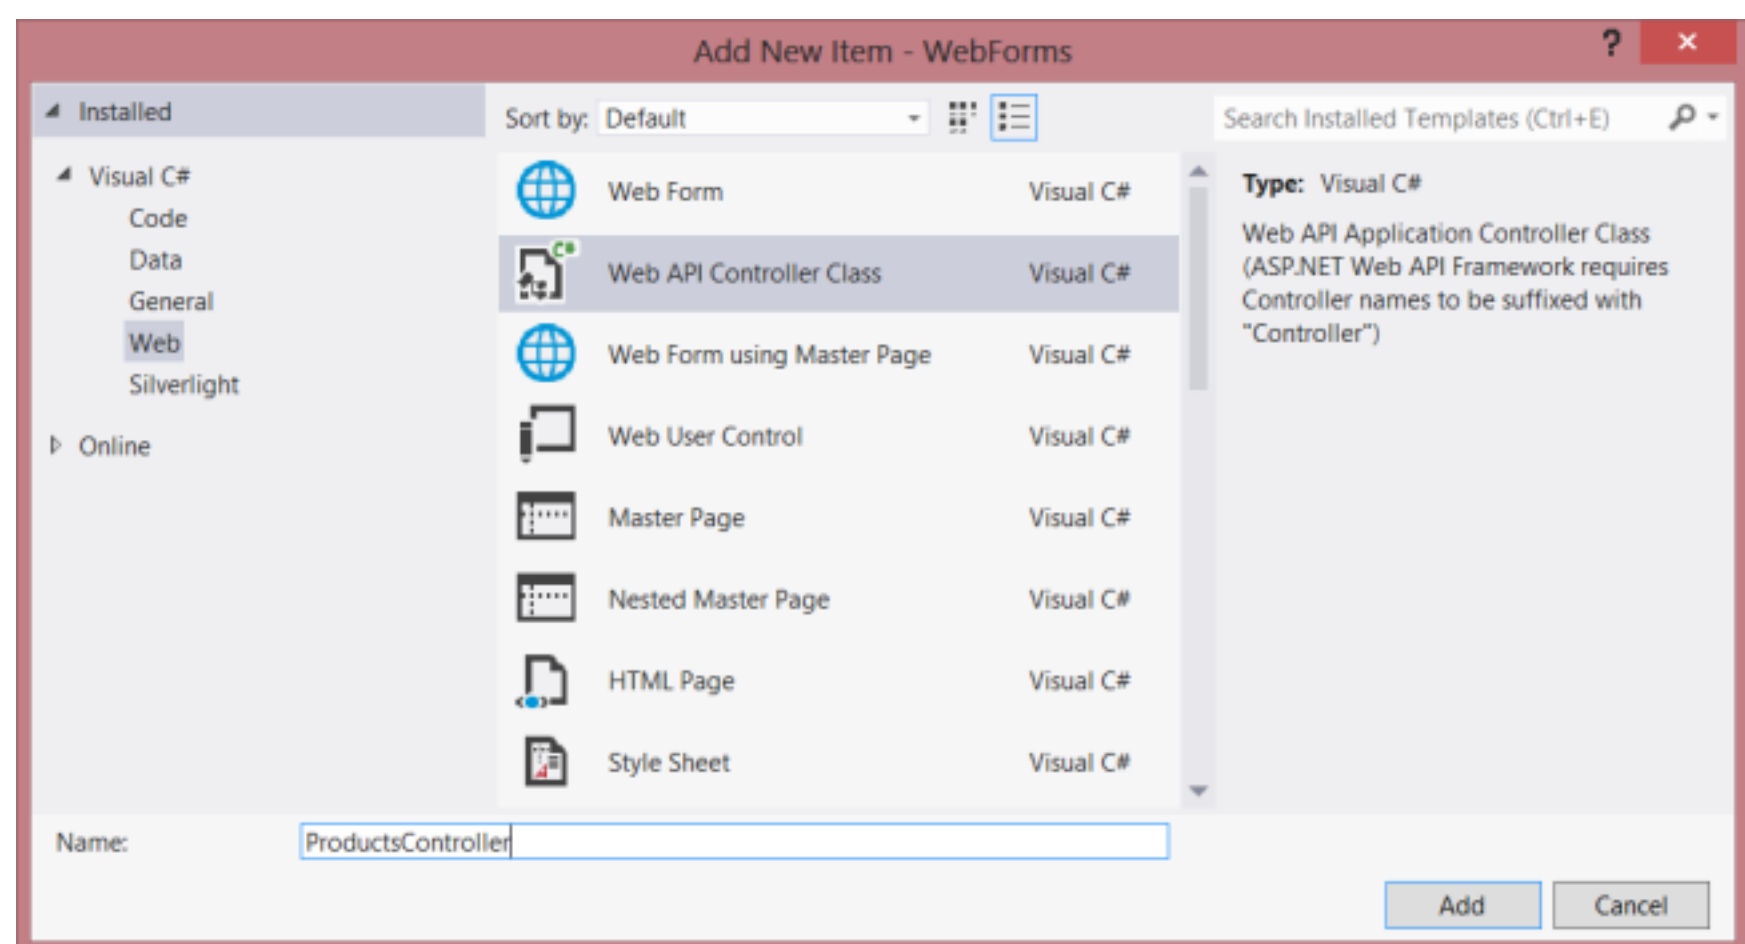 Add New Item - WebForms
?
Installed
Sort by: Default
Search Installed Templates (Ctrl+E)
Visual C#
Code
Data
General
Web
Silverlight
Online
Web Form Visual C#
C#
Web API Controller Class Visual C#
Web Form using Master Page Visual C#
Web User Control Visual C#
Master Page Visual C#
Nested Master Page Visual C#
HTML Page Visual C#
Style Sheet Visual C#
Type: Visual C#
Web API Application Controller Class
(ASP.NET Web API Framework requires
Controller names to be suffixed with
"Controller")
Name: ProductsController
Add Cancel